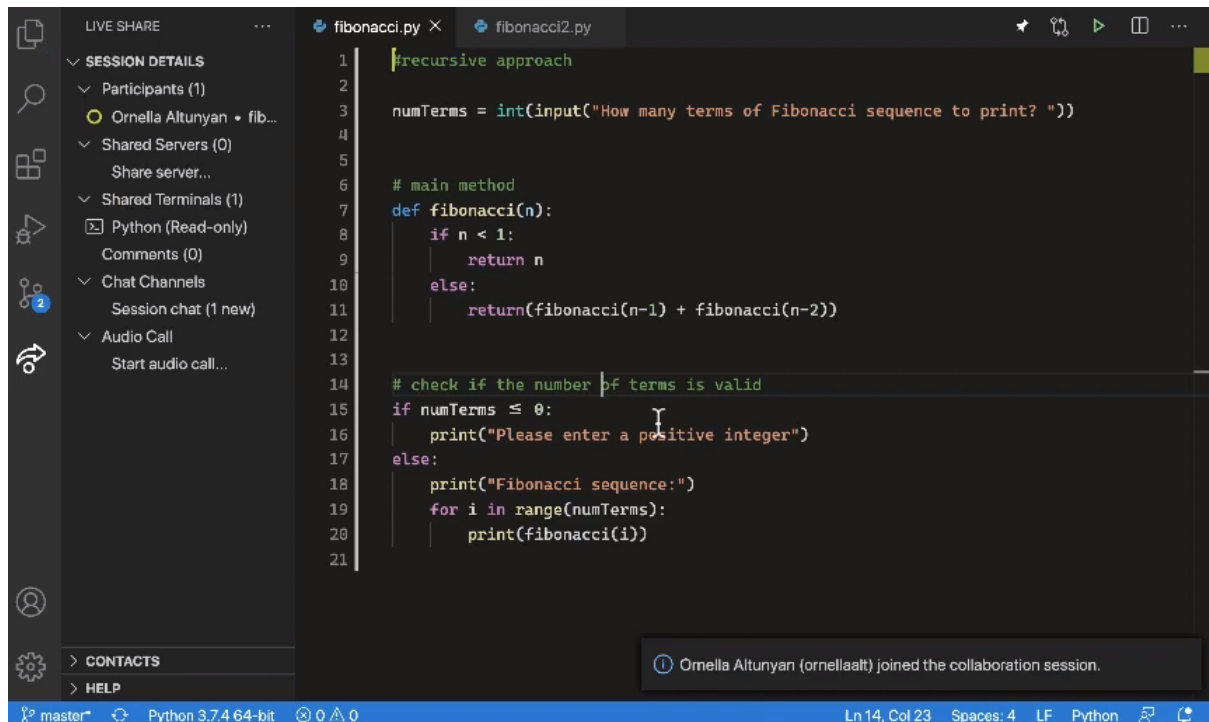 LIVE SHARE ...
SESSION DETAILS
Participants (1)
Ornella Altunyan • fib...
Shared Servers (0)
Share server...
Shared Terminals (1)
Python (Read-only)
Comments (0)
Chat Channels
Session chat (1 new)
Audio Call
Start audio call...
CONTACTS
HELP
2
fibonacci.py fibonacci2.py
1 #recursive approach
2
3 numTerms = int(input("How many terms of Fibonacci sequence to print? "))
4
5
6 # main method
7 def fibonacci(n):
8 if n < 1:
9 return n
10 else:
11 return(fibonacci(n-1) + fibonacci(n-2))
12
13
14 # check if the number of terms is valid
15 if numTerms ≤ 0:
16 print("Please enter a positive integer")
17 else:
18 print("Fibonacci sequence:")
19 for i in range(numTerms):
20 print(fibonacci(i))
21
Ornella Altunyan (ornellaalt) joined the collaboration session.
master* Python 3.7.4 64-bit 0 0 Ln 14, Col 23 Spaces: 4 LF Python